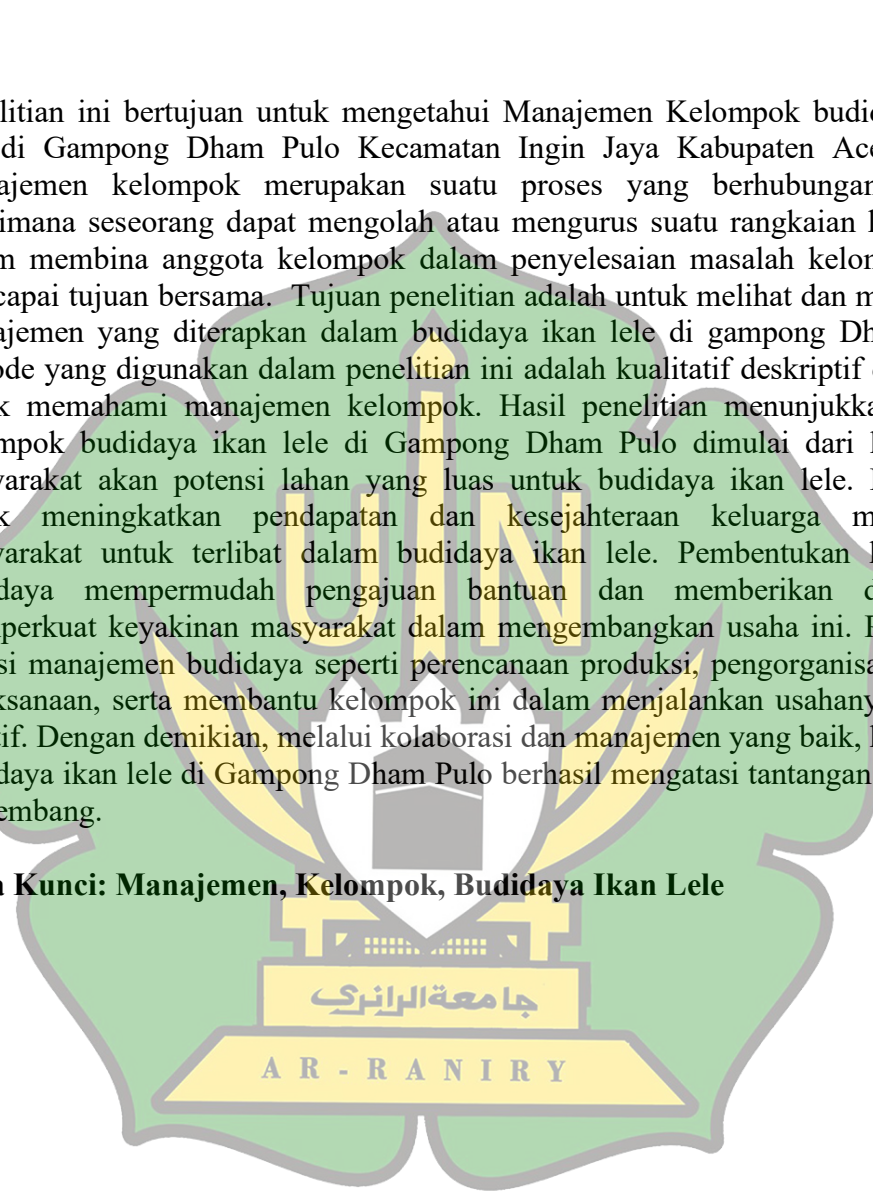 litian ini bertujuan untuk mengetahui Manajemen Kelompok budid
di Gampong Dham Pulo Kecamatan Ingin Jaya Kabupaten Ace
ajemen kelompok merupakan suatu proses yang berhubungan
imana seseorang dapat mengolah atau mengurus suatu rangkaian
m membina anggota kelompok dalam penyelesaian masalah kelom
capai tujuan bersama. Tujuan penelitian adalah untuk melihat dan m
ajemen yang diterapkan dalam budidaya ikan lele di gampong Dh
ode yang digunakan dalam penelitian ini adalah kualitatif deskriptif
k memahami manajemen kelompok. Hasil penelitian menunjukka
mpok budidaya ikan lele di Gampong Dham Pulo dimulai dari
yarakat akan potensi lahan yang luas untuk budidaya ikan lele.
k meningkatkan pendapatan dan kesejahteraan keluarga m
yarakat untuk terlibat dalam budidaya ikan lele. Pembentukan
daya mempermudah pengajuan bantuan dan memberikan d
perkuat keyakinan masyarakat dalam mengembangkan usaha ini.
si manajemen budidaya seperti perencanaan produksi, pengorganisa
ksanaan, serta membantu kelompok ini dalam menjalankan usahany
tif. Dengan demikian, melalui kolaborasi dan manajemen yang baik,
daya ikan lele di Gampong Dham Pulo berhasil mengatasi tantangan
embang.
a Kunci: Manajemen, Kelompok, Budidaya Ikan Lele
UIN
جامعة الرانري
AR-RANIRY